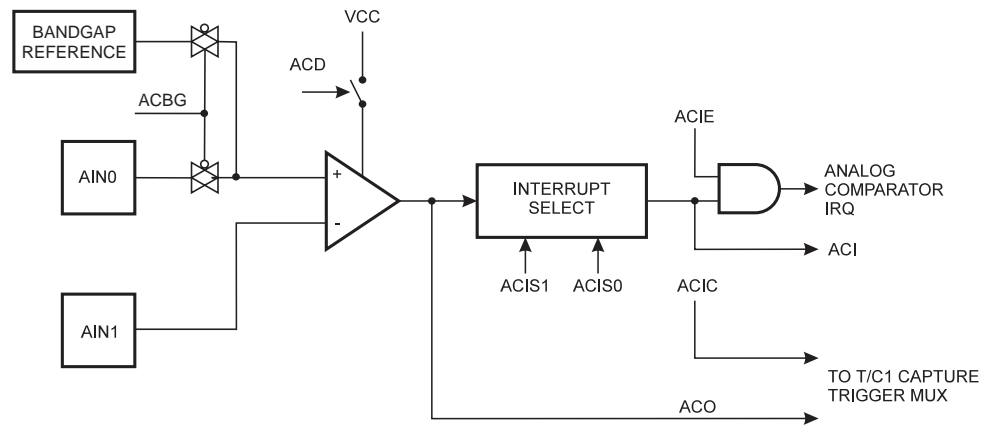 BANDGAP
REFERENCE
VCC
ACD
ACBG
ACIE
AIN0
+
-
INTERRUPT
SELECT
ANALOG
COMPARATOR
IRQ
ACI
ACIS1
ACIS0
ACIC
AIN1
TO T/C1 CAPTURE
TRIGGER MUX
ACO